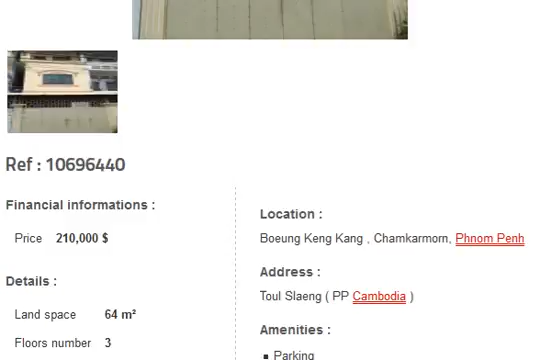 Ref : 10696440
Financial informations :
Price 210,000 $
Details :
Land space 64 m²
Floors number 3
Location :
Boeung Keng Kang , Chamkarmorn, Phnom Penh
Address :
Toul Slaeng ( PP Cambodia )
Amenities :
Parking